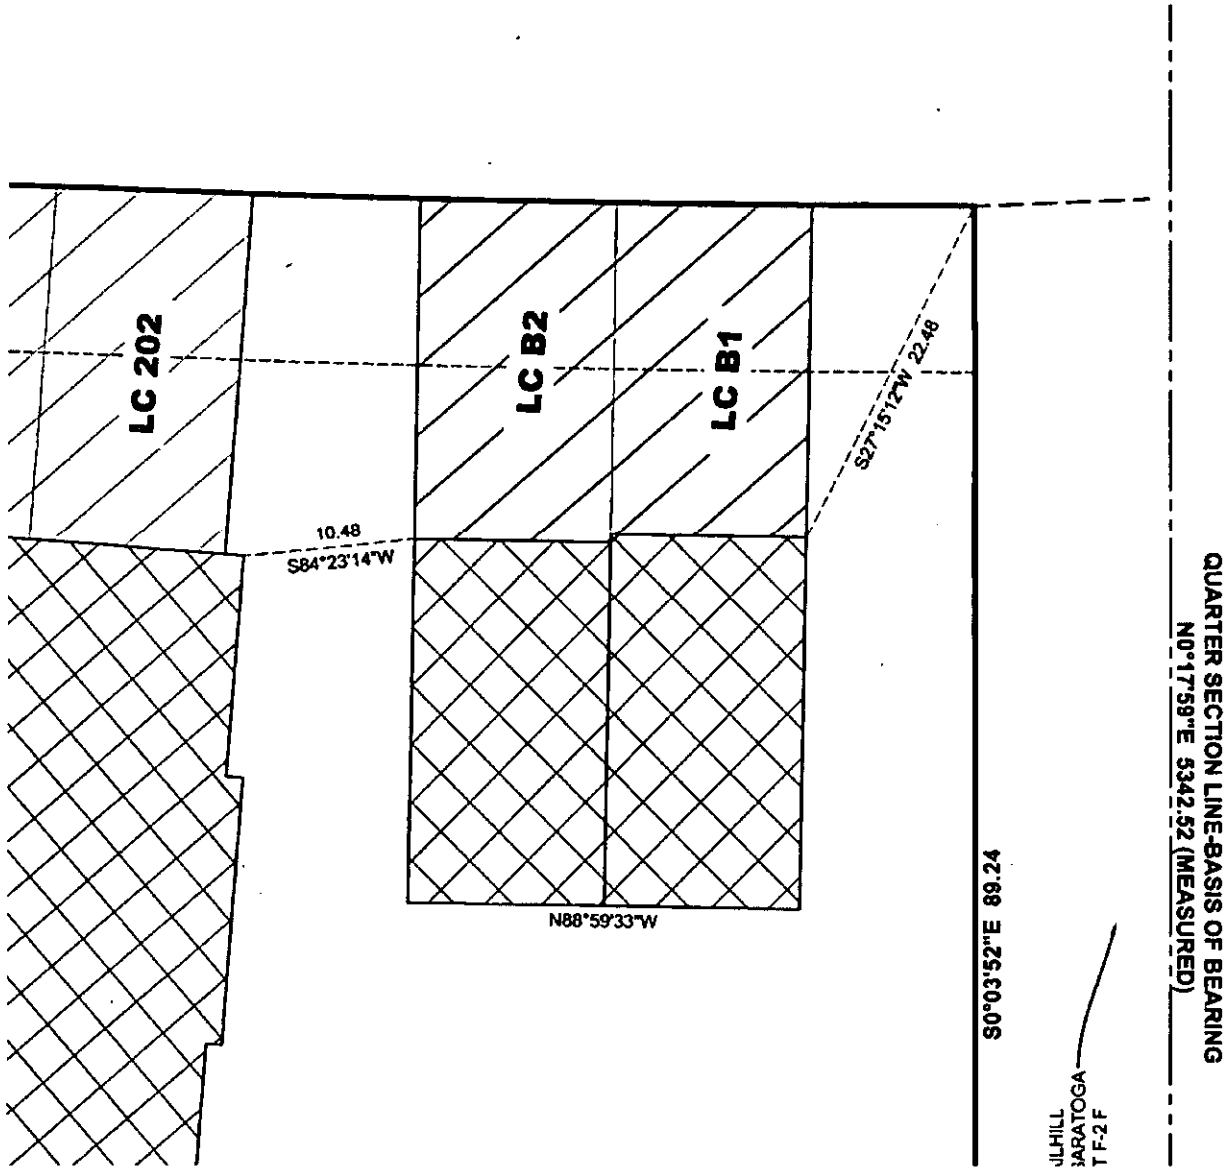 LC 202
LC B2
LC B1
S27°15'12"W 22.48
10.48
S84°23'14"W
N88°59'33"W
S0°03'52"E 89.24
QUARTER SECTION LINE-BASIS OF BEARING
N0°17'59"E 5342.52 (MEASURED)
T F-2 F